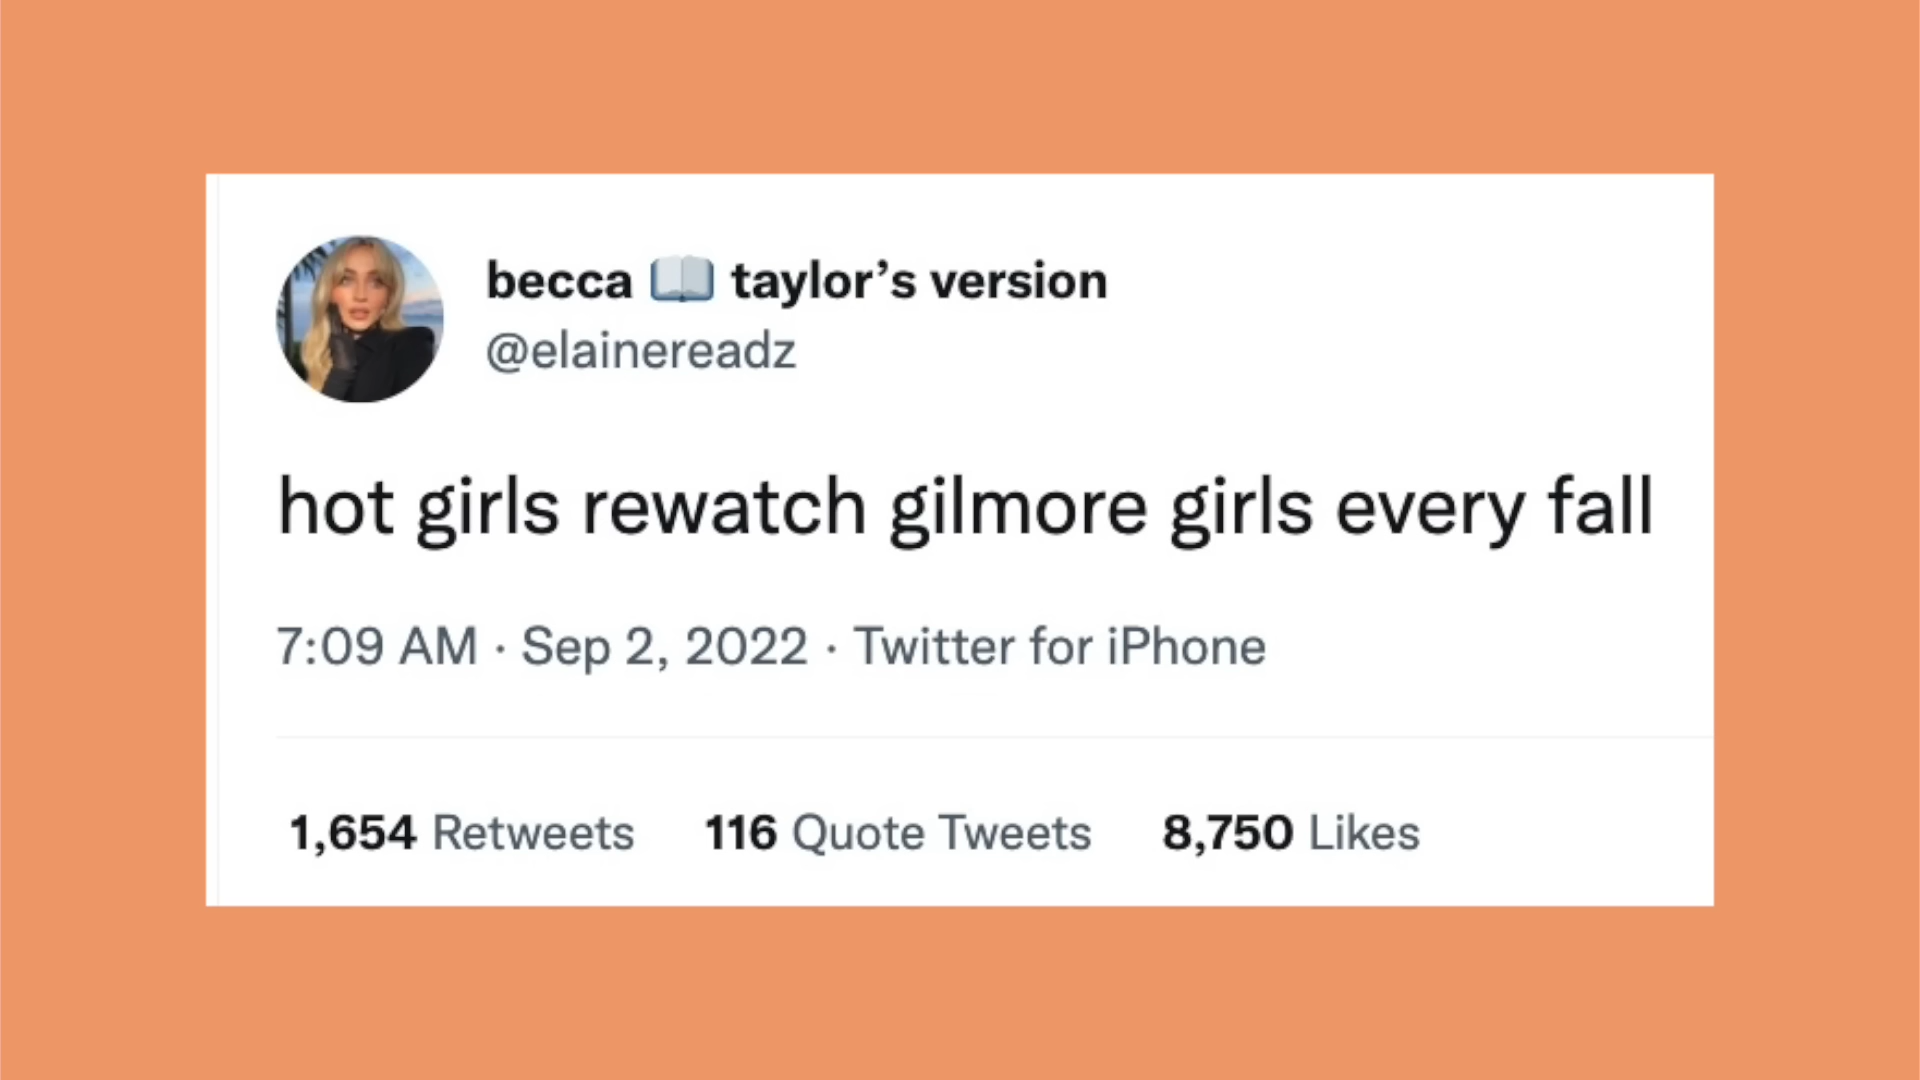 becca 📖 taylor’s version
@elainereadz
hot girls rewatch gilmore girls every fall
7:09 AM · Sep 2, 2022 · Twitter for iPhone
1,654 Retweets 116 Quote Tweets 8,750 Likes